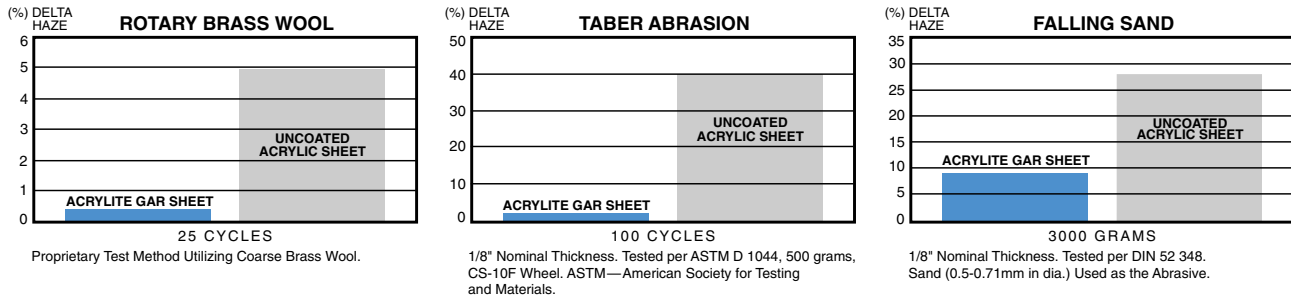 (%) DELTA
HAZE
ROTARY BRASS WOOL
6
5
4
3
2
1
0
UNCOATED
ACRYLIC SHEET
ACRYLITE GAR SHEET
25 CYCLES
Proprietary Test Method Utilizing Coarse Brass Wool.
(%) DELTA
HAZE
TABER ABRASION
50
40
30
20
10
0
UNCOATED
ACRYLIC SHEET
ACRYLITE GAR SHEET
100 CYCLES
1/8" Nominal Thickness. Tested per ASTM D 1044, 500 grams,
CS-10F Wheel. ASTM—American Society for Testing
and Materials.
(%) DELTA
HAZE
FALLING SAND
35
30
25
20
15
10
5
0
UNCOATED
ACRYLIC SHEET
ACRYLITE GAR SHEET
3000 GRAMS
1/8" Nominal Thickness. Tested per DIN 52 348.
Sand (0.5-0.71mm in dia.) Used as the Abrasive.